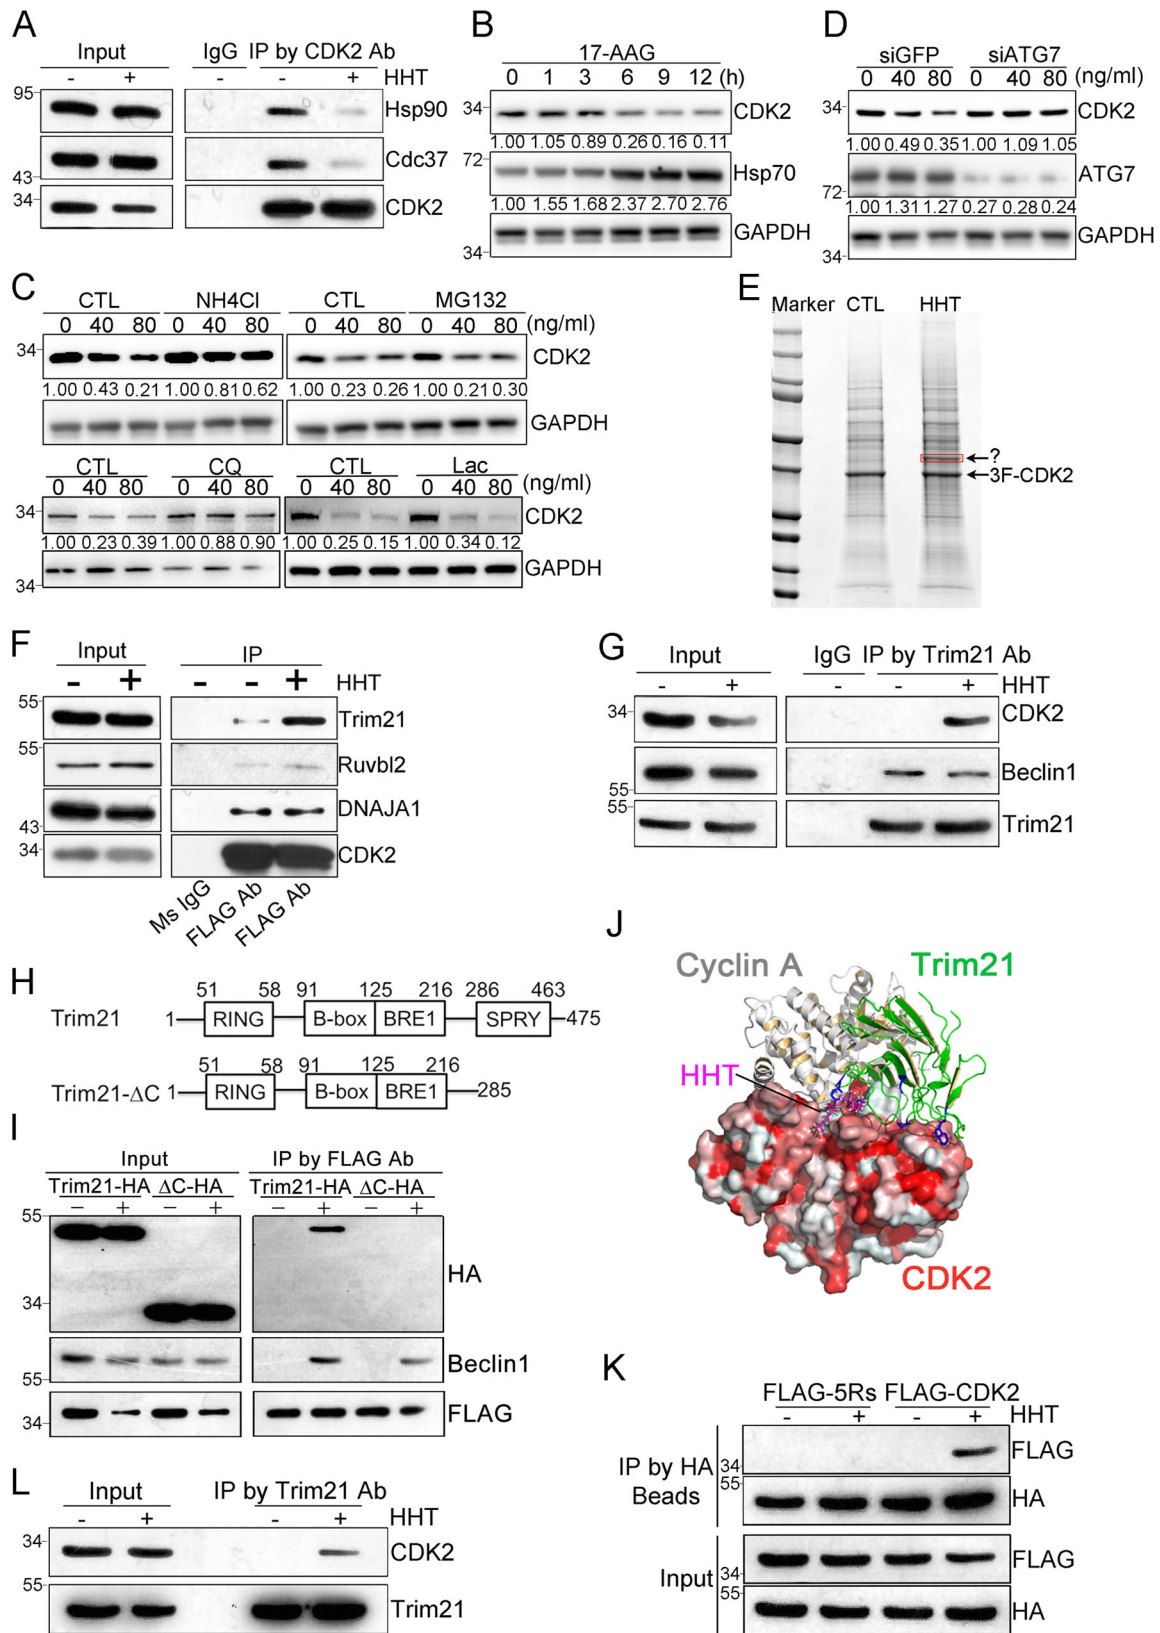 A
Input
IgG IP by CDK2 Ab
- + - - + HHT
95
Hsp90
Cdc37
43
34
CDK2
B
17-AAG
0 1 3 6 9 12 (h)
34
CDK2
1.00 1.05 0.89 0.26 0.16 0.11
72
Hsp70
1.00 1.55 1.68 2.37 2.70 2.76
GAPDH
34
D
siGFP siATG7
0 40 80 0 40 80 (ng/ml)
34
CDK2
1.00 0.49 0.35 1.00 1.09 1.05
ATG7
72
1.00 1.31 1.27 0.27 0.28 0.24
GAPDH
34
C
CTL NH4Cl CTL MG132
0 40 80 0 40 80 0 40 80 0 40 80 (ng/ml)
34
CDK2
1.00 0.43 0.21 1.00 0.81 0.62 1.00 0.23 0.26 1.00 0.21 0.30
GAPDH
CTL CQ CTL Lac
0 40 80 0 40 80 0 40 80 0 40 80 (ng/ml)
34
CDK2
1.00 0.23 0.39 1.00 0.88 0.90 1.00 0.25 0.15 1.00 0.34 0.12
GAPDH
34
E
Marker CTL HHT
?
3F-CDK2
F
Input IP
- + - - + HHT
55
Trim21
55
Ruvbl2
DNAJA1
43
34
CDK2
Ms IgG
FLAG Ab
FLAG Ab
G
Input IgG IP by Trim21 Ab
- + - - + HHT
34
CDK2
Beclin1
55
55
Trim21
H
51 58 91 125 216 286 463
Trim21 1 RING B-box BRE1 SPRY 475
51 58 91 125 216
Trim21-ΔC 1 RING B-box BRE1 285
I
Input IP by FLAG Ab
Trim21-HA ΔC-HA Trim21-HA ΔC-HA
- + - + - + - +
55
HA
34
Beclin1
55
FLAG
34
J
Cyclin A Trim21
HHT
CDK2
K
FLAG-5Rs FLAG-CDK2
- + - + HHT
IP by HA
Beads
FLAG
34
55
HA
Input
FLAG
34
55
HA
L
Input IP by Trim21 Ab
- + - + HHT
34
CDK2
55
Trim21